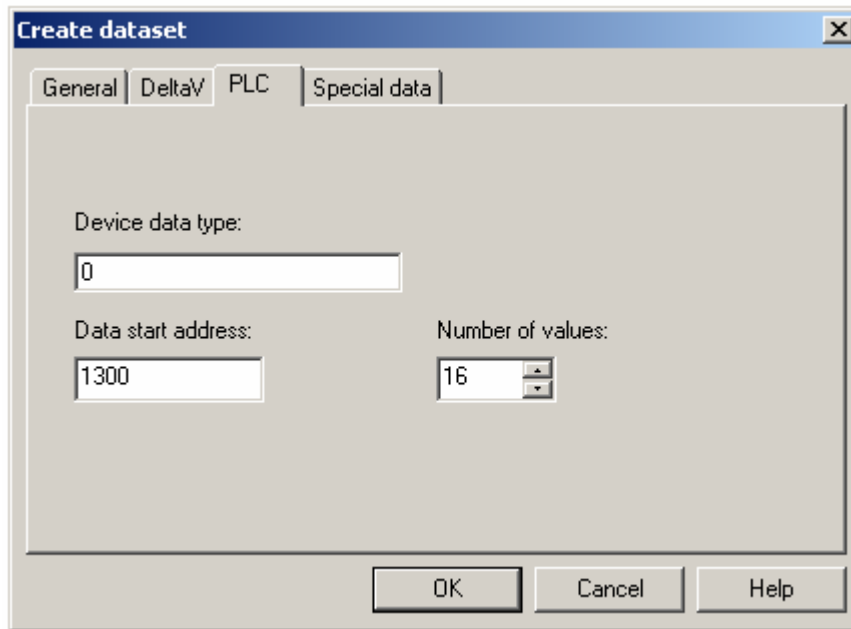 Create dataset
General DeltaV PLC Special data
Device data type:
0
Data start address: Number of values:
1300 16
OK Cancel Help